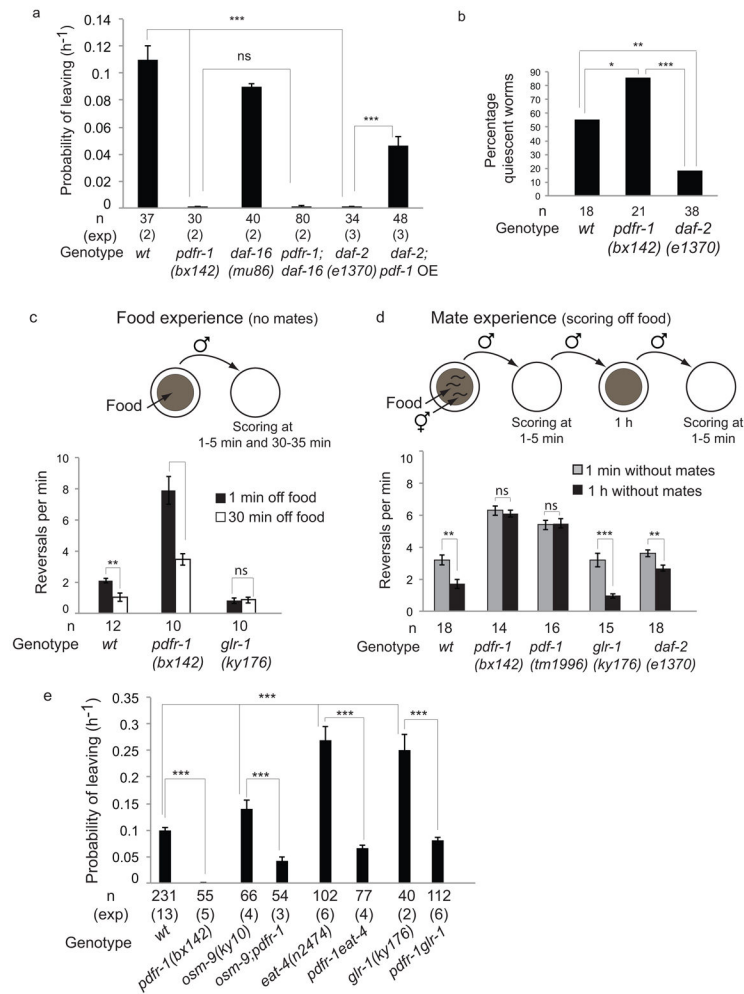 a
Probability of leaving (h-1)
0.14
0.12
0.1
0.08
0.06
0.04
0.02
0
***
ns
***
n 37 30 40 80 34 48
(exp) (2) (2) (2) (2) (3) (3)
Genotype wt pdfr-1 daf-16 pdfr-1; daf-2 daf-2;
(bx142) (mu86) daf-16 (e1370) pdf-1 OE
b
Percentage
quiescent worms
90
80
70
60
50
40
30
20
10
0
**
* ***
n 18 21 38
Genotype wt pdfr-1 daf-2
(bx142) (e1370)
c
Food experience (no mates)
♂
Food
Scoring at
1-5 min and 30-35 min
Reversals per min
10
8
6
4
2
0
***
**
ns
1 min off food
30 min off food
n 12 10 10
Genotype wt pdfr-1 glr-1
(bx142) (ky176)
d
Mate experience (scoring off food)
♂ ♂ ♂
Food
⚥
Scoring at 1 h Scoring at
1-5 min 1-5 min
Reversals per min
10
8
6
4
2
0
1 min without mates
1 h without mates
** ns ns *** **
n 18 14 16 15 18
Genotype wt pdfr-1 pdf-1 glr-1 daf-2
(bx142) (tm1996) (ky176) (e1370)
e
Probability of leaving (h-1)
0.35
0.3
0.25
0.2
0.15
0.1
0.05
0
***
*** *** *** ***
n 231 55 66 54 102 77 40 112
(exp) (13) (5) (4) (3) (6) (4) (2) (6)
Genotype wt pdfr-1(bx142) osm-9(ky10) osm-9;pdfr-1 eat-4(n2474) pdfr-1eat-4 glr-1(ky176) pdfr-1glr-1